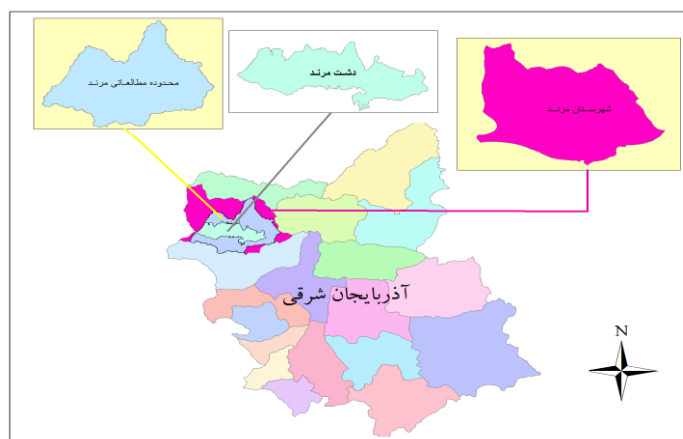 محدوده مطالعاتی مرند
دشت مرند
شهرستان مرند
آذربایجان شرقی
N